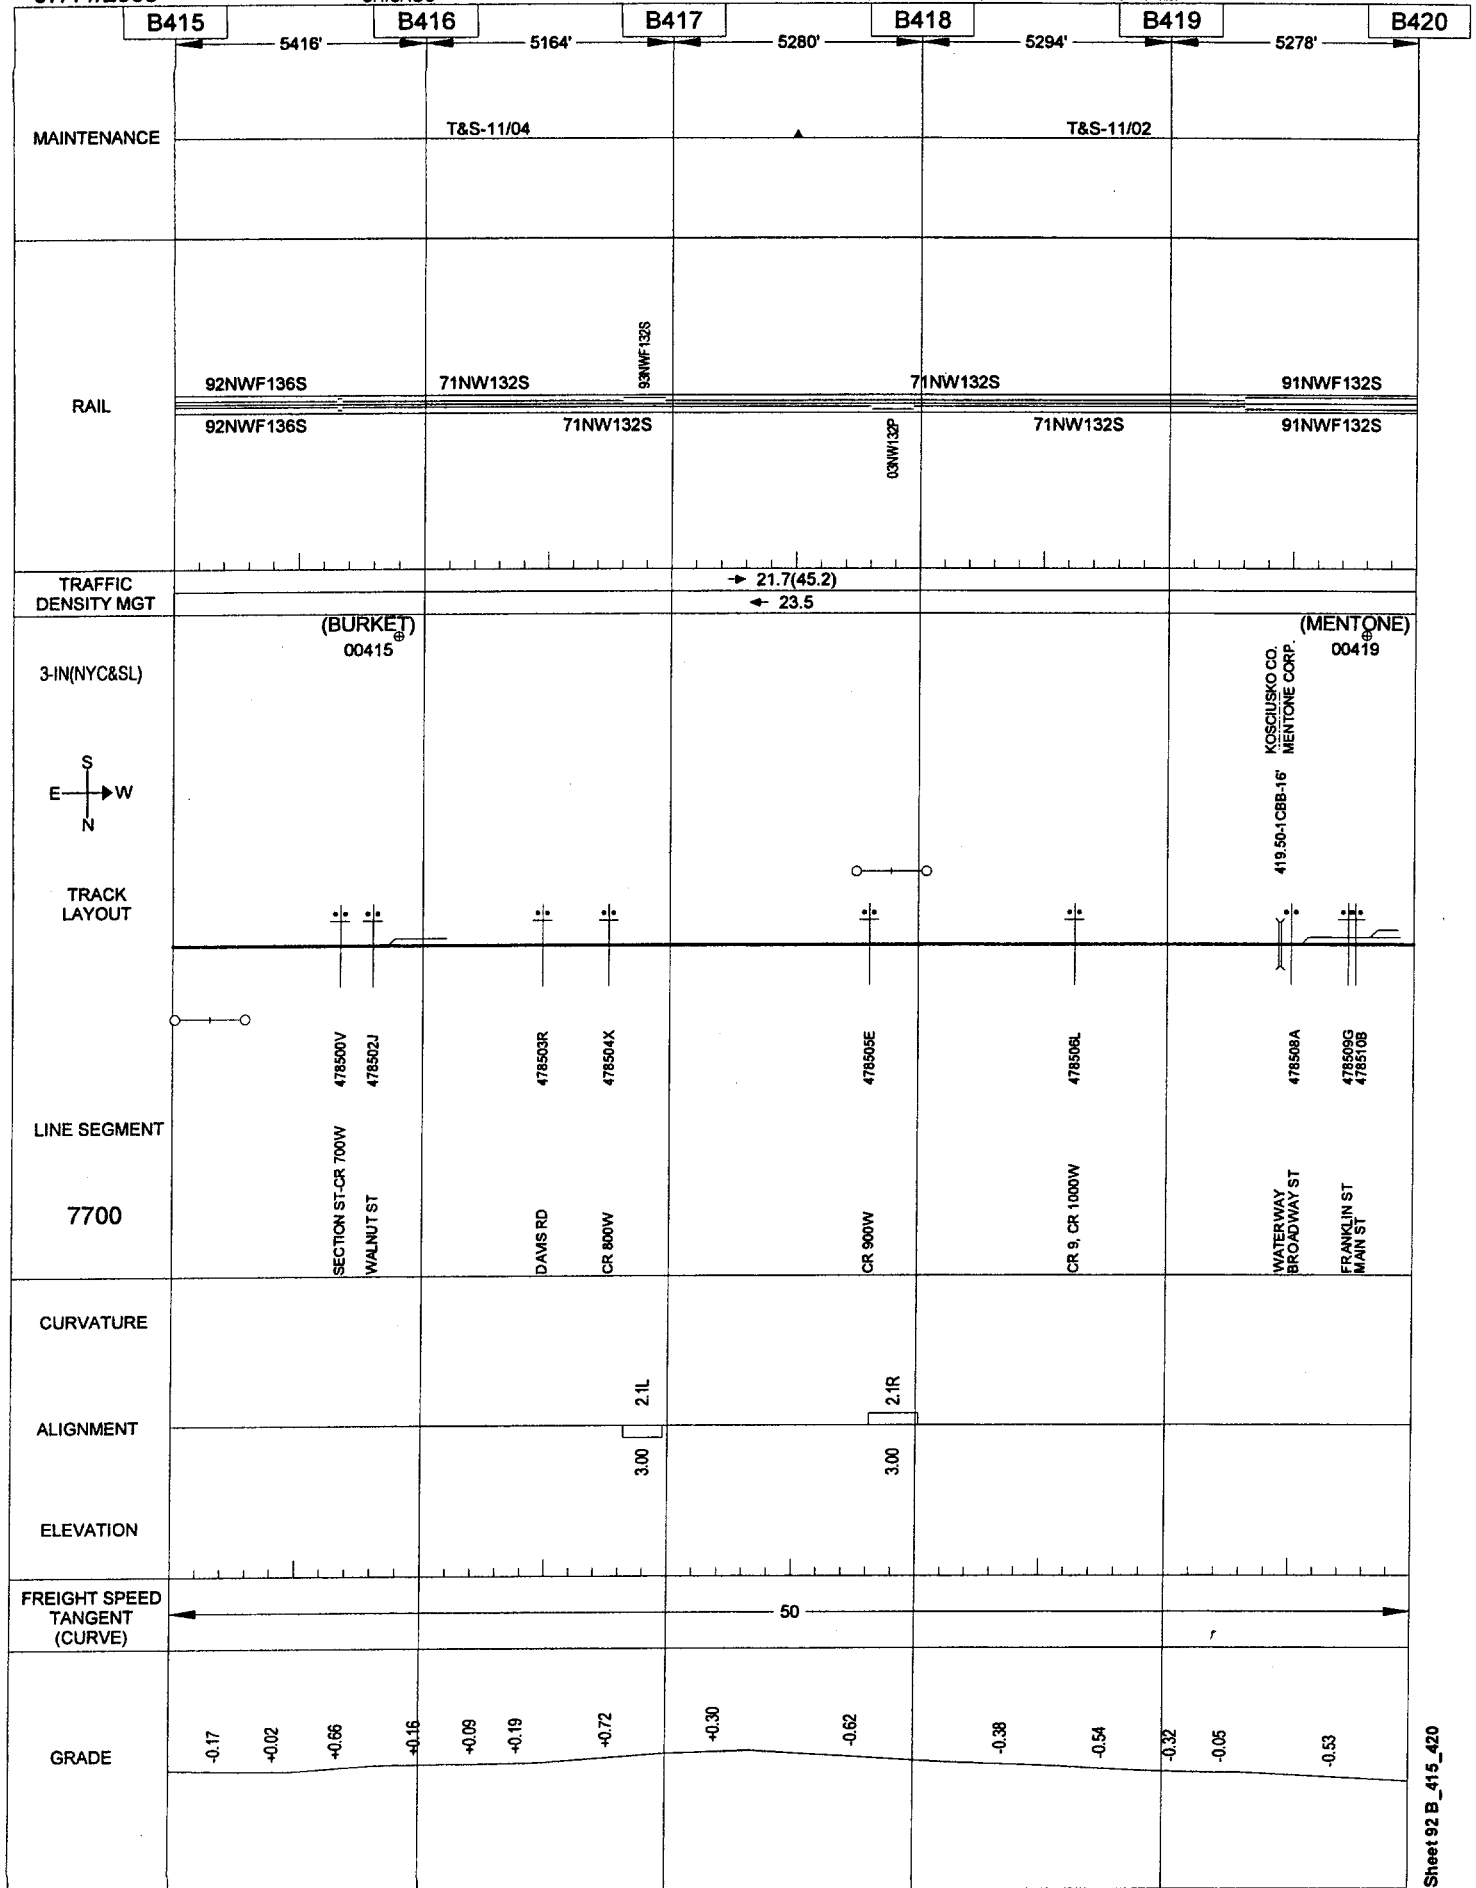 B415 B416 B417 B418 B419 B420
5416' 5164' 5280' 5294' 5278'
MAINTENANCE
T&S-11/04 T&S-11/02
RAIL
93NWF132S
92NWF136S 71NW132S 71NW132S 91NWF132S
92NWF136S 71NW132S 71NW132S 91NWF132S
03NW132P
TRAFFIC
DENSITY MGT
21.7(45.2)
23.5
(BURKET)
00415
(MENTONE)
00419
3-IN(NYC&SL)
S
E W
N
KOSCIUSKO CO.
MENTONE CORP.
419.50-1CBB-16'
TRACK
LAYOUT
478500V
478502J
478503R
478504X
478505E
478506L
478508A
478509G
478510B
LINE SEGMENT
7700
SECTION ST-CR 700W
WALNUT ST
DAVIS RD
CR 800W
CR 900W
CR 9, CR 1000W
WATERWAY
BROADWAY ST
FRANKLIN ST
MAIN ST
CURVATURE
2.1L 2.1R
ALIGNMENT
3.00 3.00
ELEVATION
FREIGHT SPEED
TANGENT
(CURVE)
50
GRADE
-0.17 +0.02 +0.66 +0.16 +0.09 +0.19 +0.72 +0.30 -0.62 -0.38 -0.54 -0.32 -0.05 -0.53
Sheet 92 B_415_420